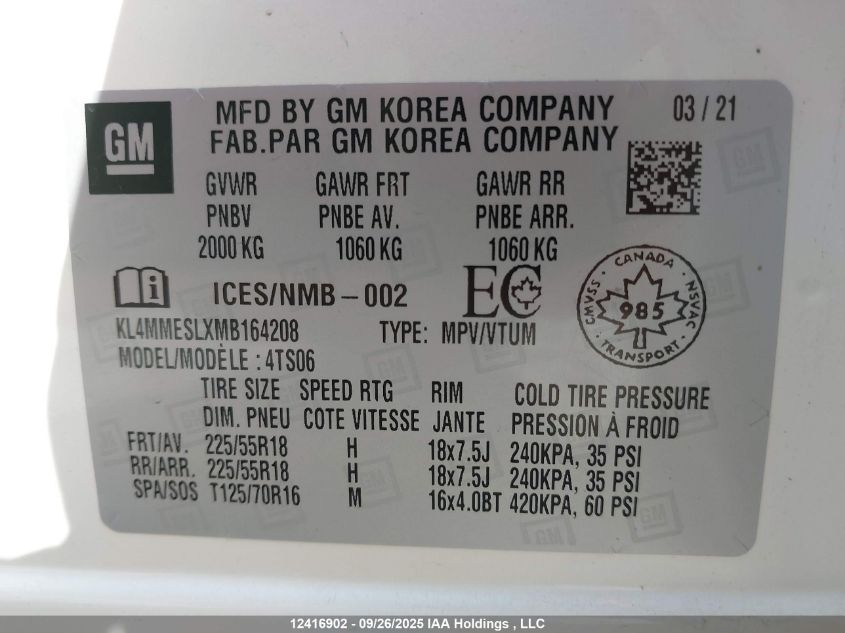 GM
MFD BY GM KOREA COMPANY 03 / 21
FAB.PAR GM KOREA COMPANY
GVWR GAWR FRT GAWR RR
PNBV PNBE AV. PNBE ARR.
2000 KG 1060 KG 1060 KG
ICES/NMB-002 EC
CANADA
CMVSS 985 NSVAC
TRANSPORT
KL4MMESLXMB164208 TYPE: MPV/VTUM
MODEL/MODÈLE : 4TS06
TIRE SIZE SPEED RTG RIM COLD TIRE PRESSURE
DIM. PNEU COTE VITESSE JANTE PRESSION À FROID
FRT/AV. 225/55R18 H 18x7.5J 240KPA, 35 PSI
RR/ARR. 225/55R18 H 18x7.5J 240KPA, 35 PSI
SPA/SOS T125/70R16 M 16x4.0BT 420KPA, 60 PSI
12416902 - 09/26/2025 IAA Holdings , LLC